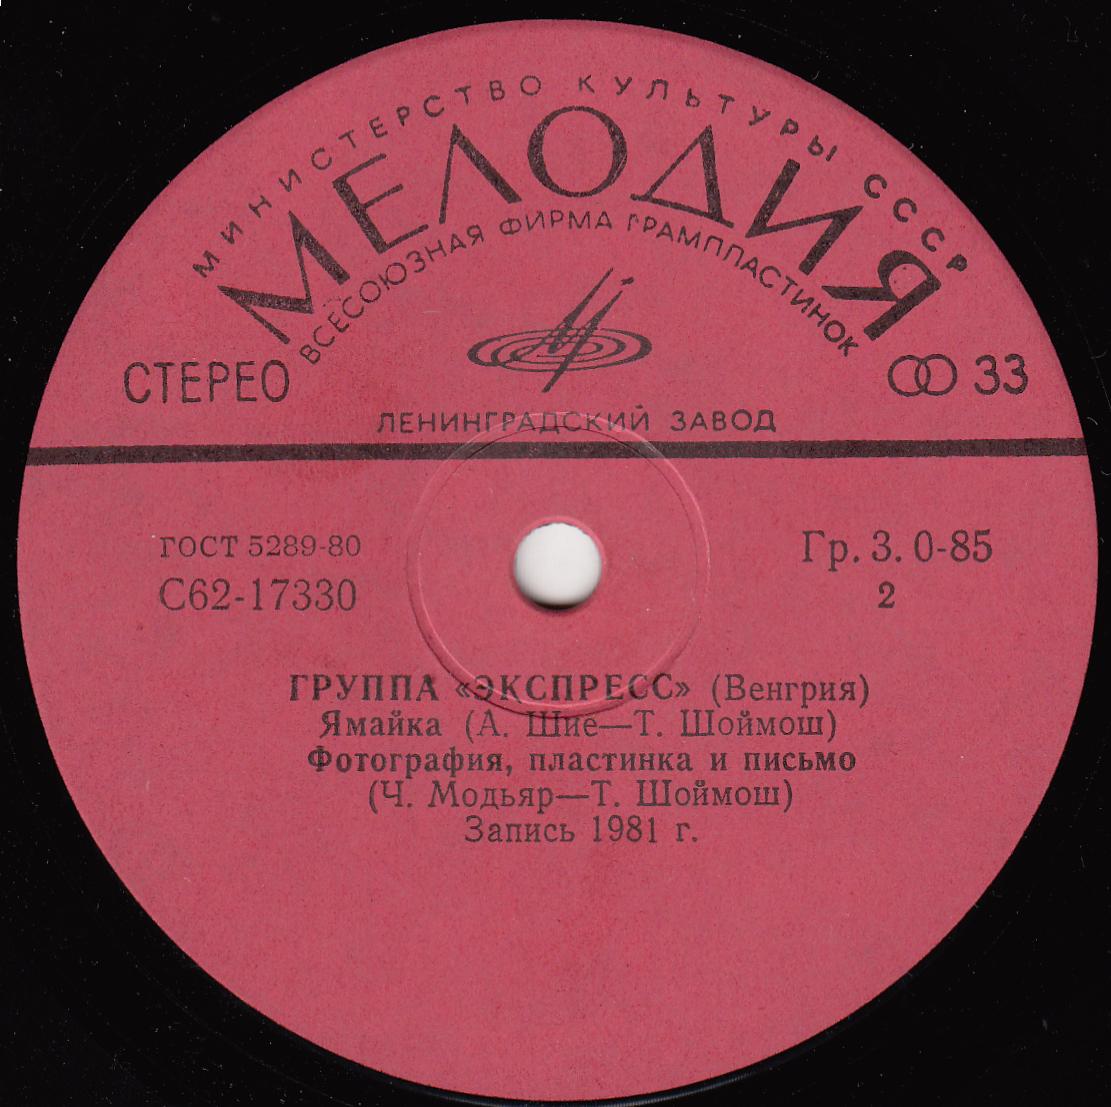 МИНИСТЕРСТВО КУЛЬТУРЫ СССР
МЕЛОДИЯ
ВСЕСОЮЗНАЯ ФИРМА ГРАМПЛАСТИНОК
СТЕРЕО
33
ЛЕНИНГРАДСКИЙ ЗАВОД
ГОСТ 5289-80
Гр. 3. 0-85
С62-17330
2
ГРУППА «ЭКСПРЕСС» (Венгрия)
Ямайка (А. Шие—Т. Шоймош)
Фотография, пластинка и письмо
(Ч. Модьяр—Т. Шоймош)
Запись 1981 г.